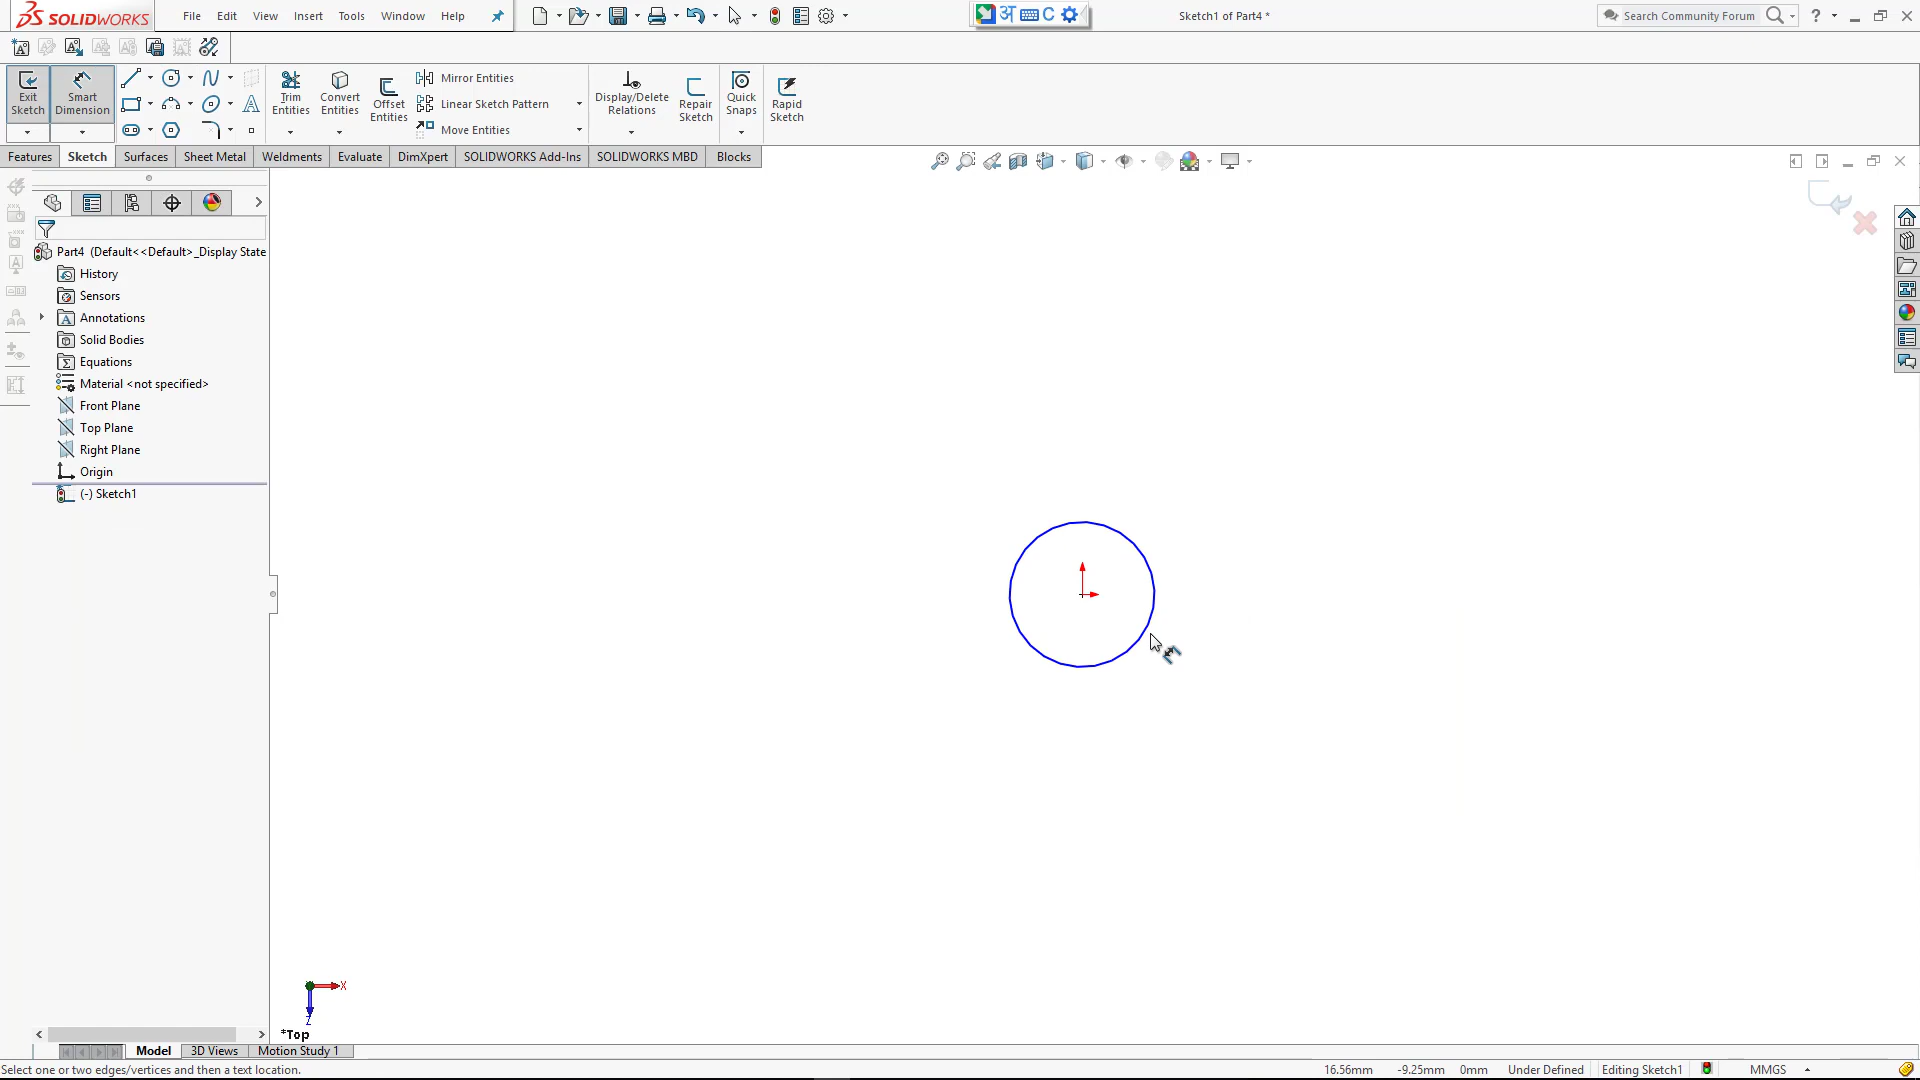 SOLIDWORKS File Edit View Insert Tools Window Help Sketch1 of Part4 * Search Community Forum ?
Exit Sketch
Smart Dimension
Trim Entities
Convert Entities
Offset Entities
Mirror Entities
Linear Sketch Pattern
Move Entities
Display/Delete Relations
Repair Sketch
Quick Snaps
Rapid Sketch
Features Sketch Surfaces Sheet Metal Weldments Evaluate DimXpert SOLIDWORKS Add-Ins SOLIDWORKS MBD Blocks
Part4 (Default<<Default>_Display State
History
Sensors
Annotations
Solid Bodies
Equations
Material <not specified>
Front Plane
Top Plane
Right Plane
Origin
(-) Sketch1
X
Z
*Top
Model 3D Views Motion Study 1
Select one or two edges/vertices and then a text location. 16.56mm -9.25mm 0mm Under Defined Editing Sketch1 MMGS